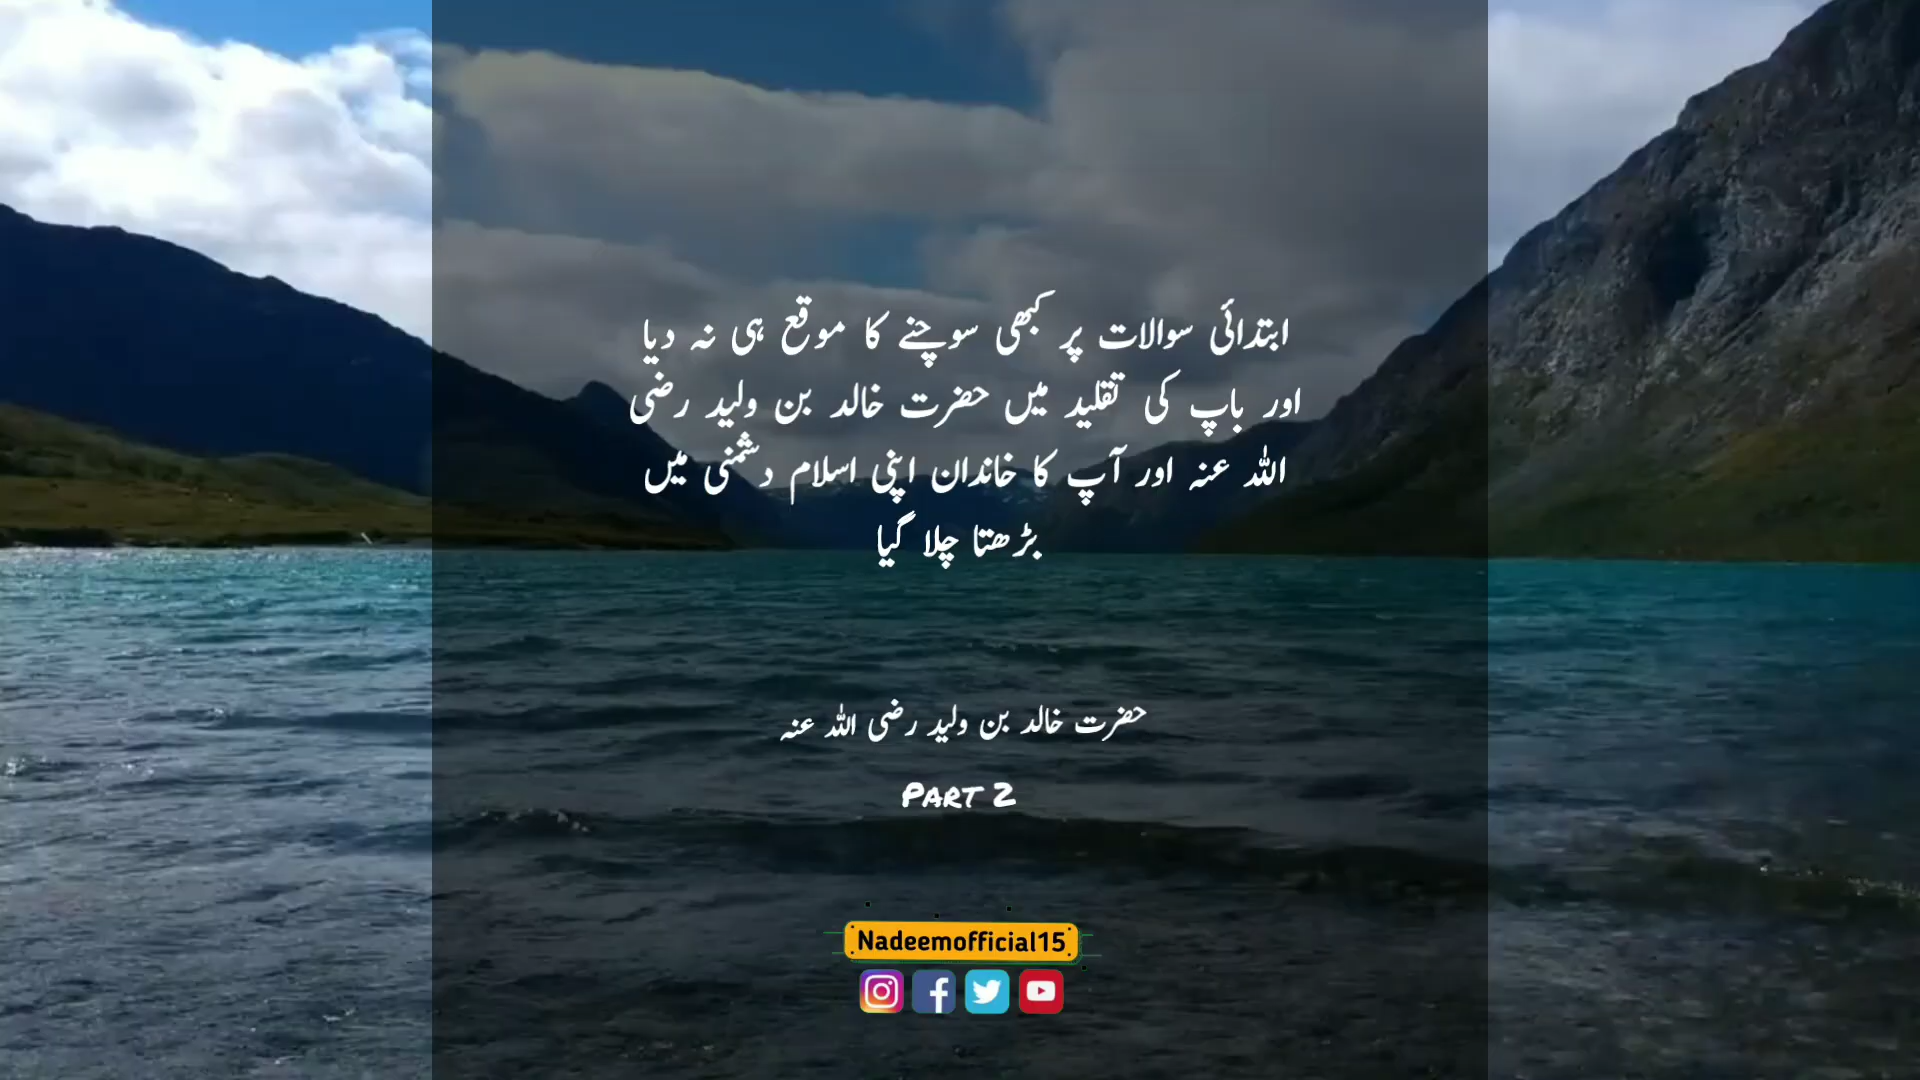 ابتدائی سوالات پر کبھی سوچنے کا موقع ہی نہ دیا
اور باپ کی تقلید میں حضرت خالد بن ولید رضی
اللہ عنہ اور آپ کا خاندان اپنی اسلام دشمنی میں
بڑھتا چلا گیا
حضرت خالد بن ولید رضی اللہ عنہ
PART 2
Nadeemofficial15